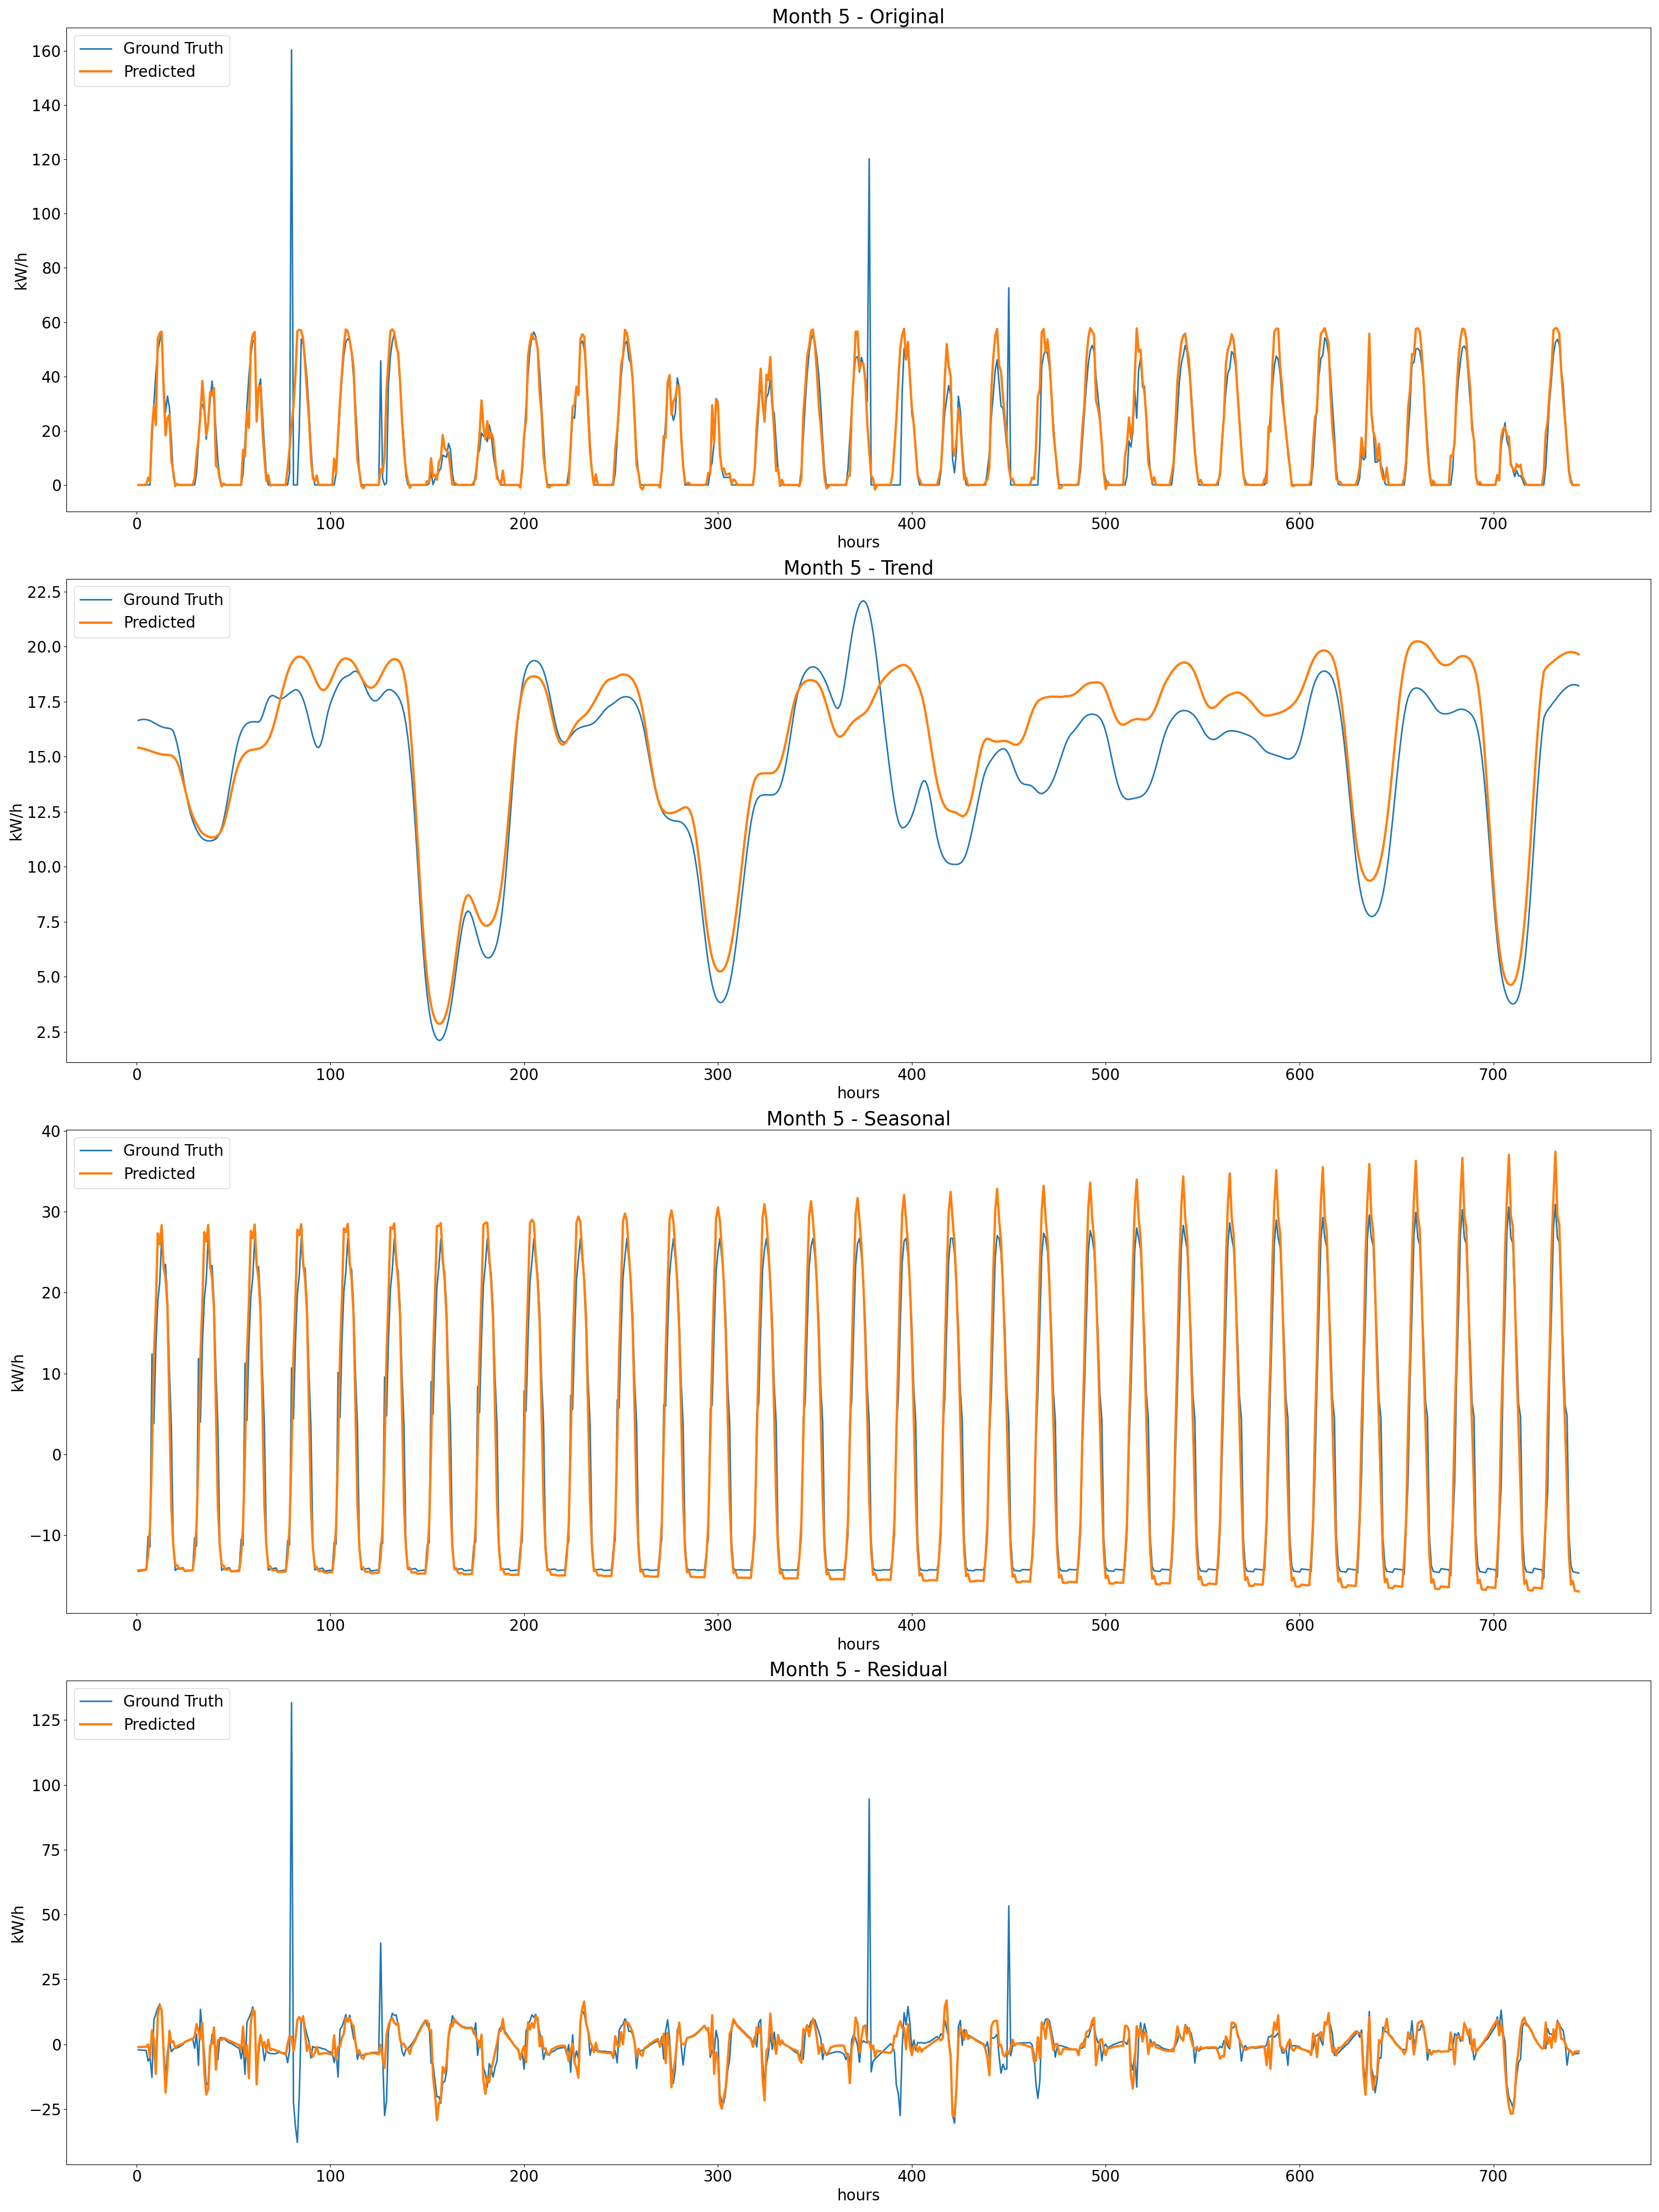 Month 5 - Original
Ground Truth
Predicted
160
140
120
100
80
60
40
20
0
kW/h
0 100 200 300 400 500 600 700
hours
Month 5 - Trend
Ground Truth
Predicted
22.5
20.0
17.5
15.0
12.5
10.0
7.5
5.0
2.5
kW/h
0 100 200 300 400 500 600 700
hours
Month 5 - Seasonal
Ground Truth
Predicted
40
30
20
10
0
−10
kW/h
0 100 200 300 400 500 600 700
hours
Month 5 - Residual
Ground Truth
Predicted
125
100
75
50
25
0
−25
kW/h
0 100 200 300 400 500 600 700
hours